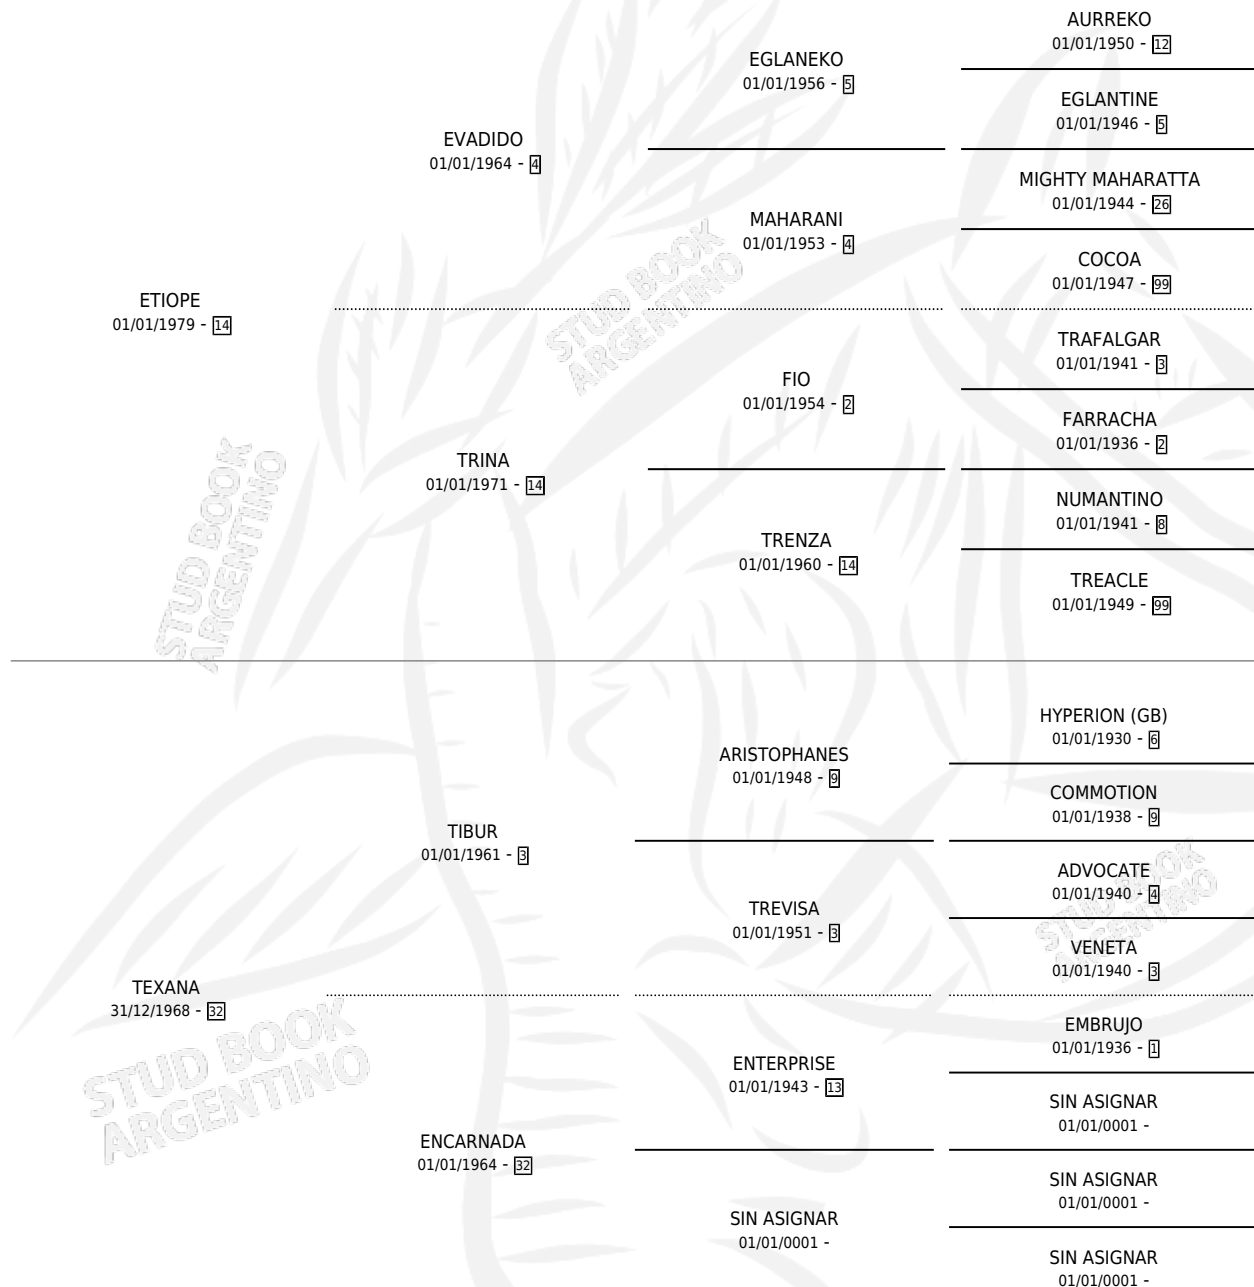 AURREKO
01/01/1950 - 12
EGLANEKO
01/01/1956 - 5
EGLANTINE
01/01/1946 - 5
EVADIDO
01/01/1964 - 4
MIGHTY MAHARATTA
01/01/1944 - 26
MAHARANI
01/01/1953 - 4
COCOA
01/01/1947 - 99
ETIOPE
01/01/1979 - 14
TRAFALGAR
01/01/1941 - 3
FIO
01/01/1954 - 2
FARRACHA
01/01/1936 - 2
TRINA
01/01/1971 - 14
NUMANTINO
01/01/1941 - 8
TRENZA
01/01/1960 - 14
TREACLE
01/01/1949 - 99
HYPERION (GB)
01/01/1930 - 6
ARISTOPHANES
01/01/1948 - 9
COMMOTION
01/01/1938 - 9
TIBUR
01/01/1961 - 3
ADVOCATE
01/01/1940 - 4
TREVISA
01/01/1951 - 3
VENETA
01/01/1940 - 3
TEXANA
31/12/1968 - 32
EMBRUJO
01/01/1936 - 1
ENTERPRISE
01/01/1943 - 13
SIN ASIGNAR
01/01/0001 -
ENCARNADA
01/01/1964 - 32
SIN ASIGNAR
01/01/0001 -
SIN ASIGNAR
01/01/0001 -
SIN ASIGNAR
01/01/0001 -
STUD BOOK
ARGENTINO
STUD BOOK
ARGENTINO
STUD BOOK
ARGENTINO
STUD BOOK
ARGENTINO